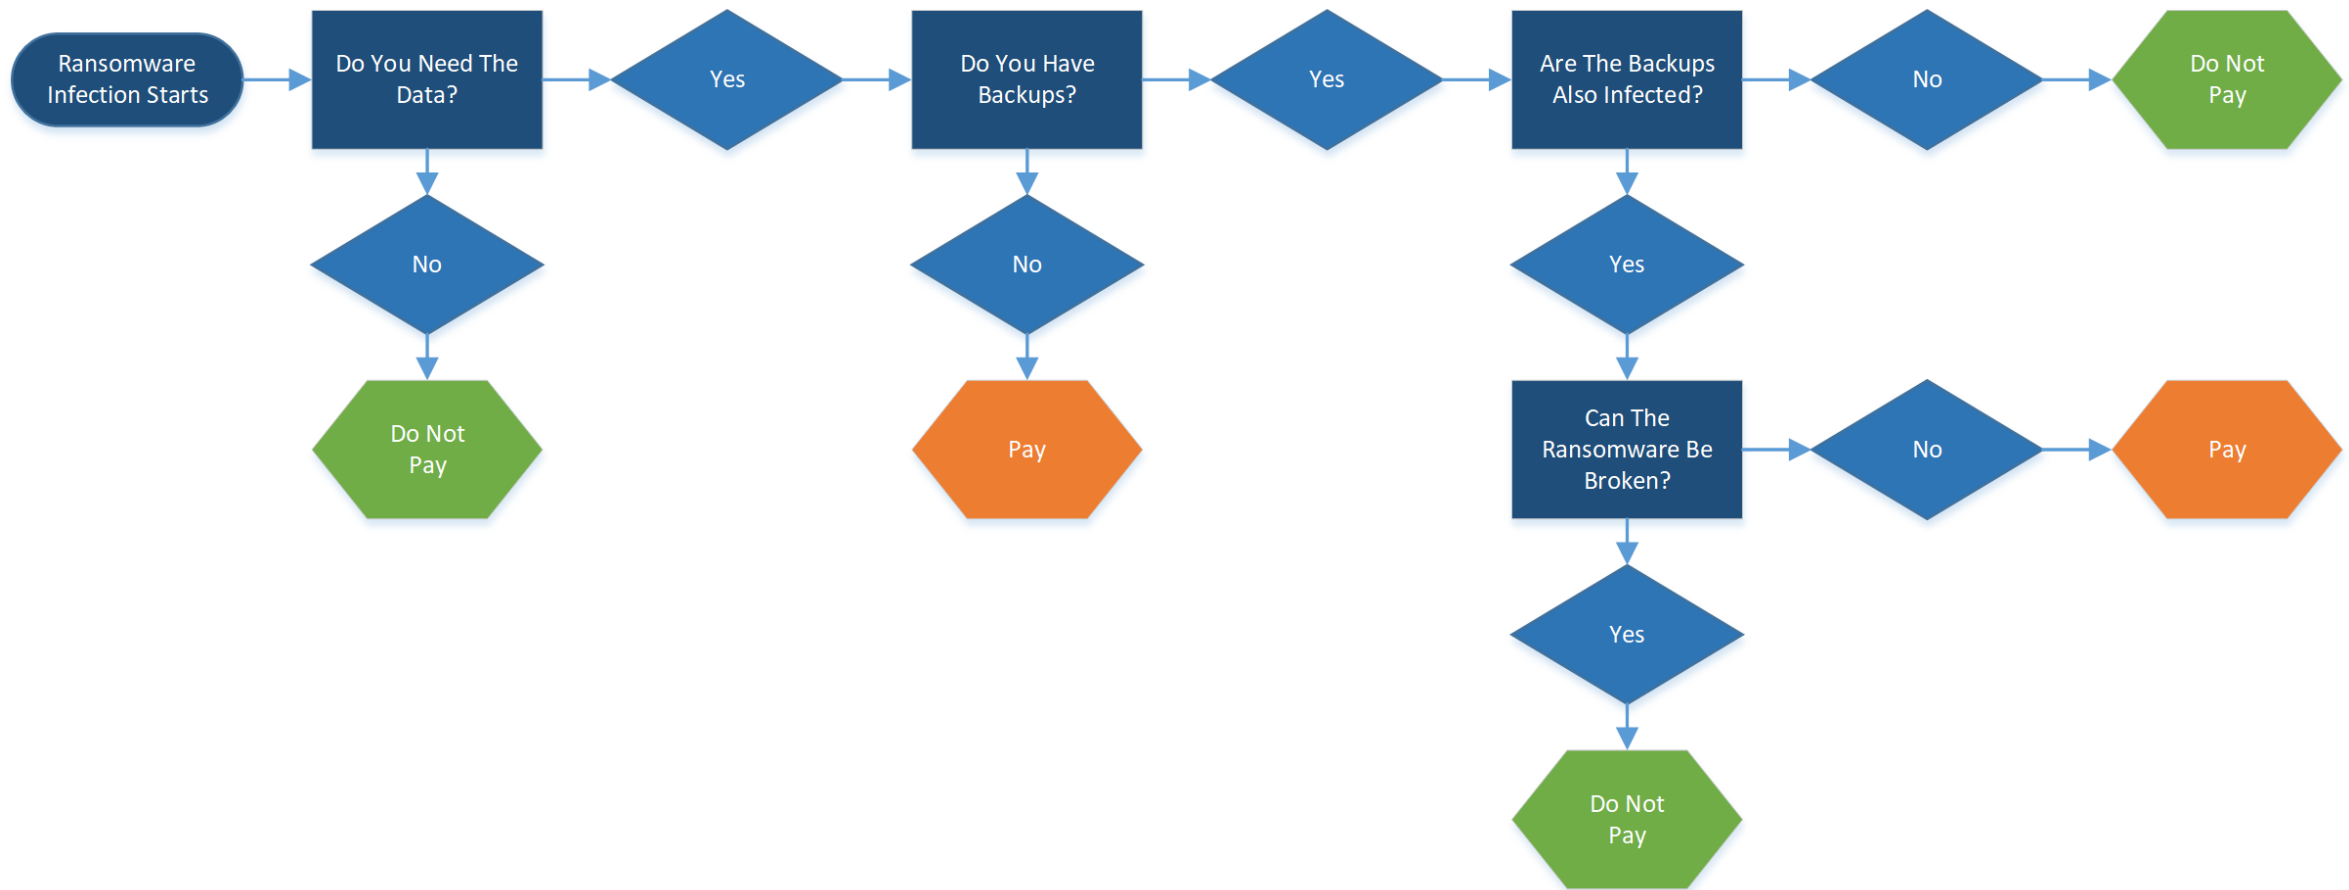 Ransomware
Infection Starts
Do You Need The
Data?
Yes
Do You Have
Backups?
Yes
Are The Backups
Also Infected?
No
Do Not
Pay
No
No
Yes
Do Not
Pay
Pay
Can The
Ransomware Be
Broken?
No
Pay
Yes
Do Not
Pay